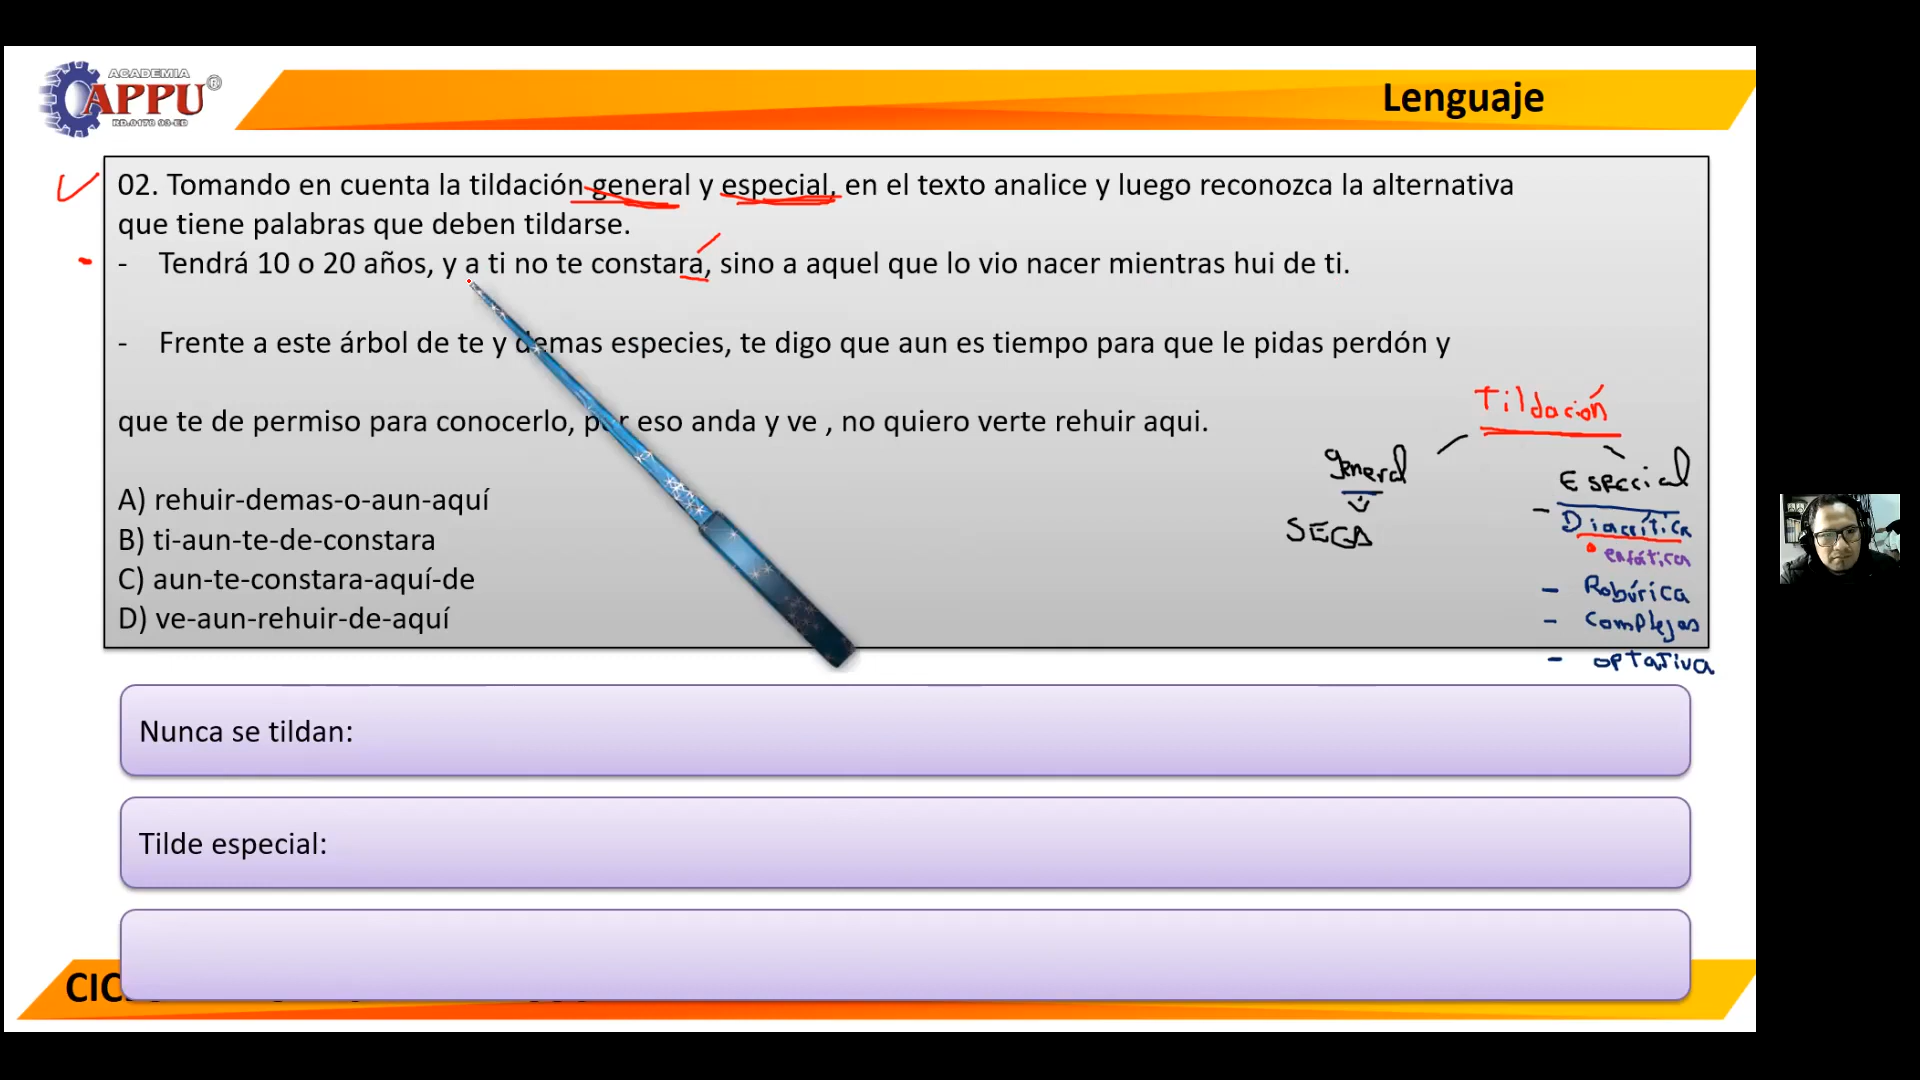 ACADEMIA
APPU
RD.0170 93-ED
Lenguaje
02. Tomando en cuenta la tildación general y especial, en el texto analice y luego reconozca la alternativa
que tiene palabras que deben tildarse.
- Tendrá 10 o 20 años, y a ti no te constara, sino a aquel que lo vio nacer mientras hui de ti.
- Frente a este árbol de te y demas especies, te digo que aun es tiempo para que le pidas perdón y
que te de permiso para conocerlo, por eso anda y ve , no quiero verte rehuir aqui.
A) rehuir-demas-o-aun-aquí
B) ti-aun-te-de-constara
C) aun-te-constara-aquí-de
D) ve-aun-rehuir-de-aquí
Tildación
general
SEGA
Especial
- Diacrítica
enfática
- Robúrica
- Complejas
- optativa
Nunca se tildan:
Tilde especial: